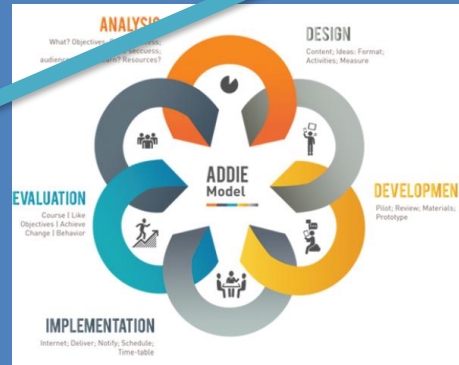 ANALYSIS
What? Objectives
audience
Resources?
DESIGN
Content; Ideas: Format;
Activities; Measure
ADDIE
Model
EVALUATION
Course | Like
Objectives | Achieve
Change | Behavior
DEVELOPMEN
Pilot; Review; Materials;
Prototype
IMPLEMENTATION
Internet; Deliver; Notify; Schedule;
Time-table